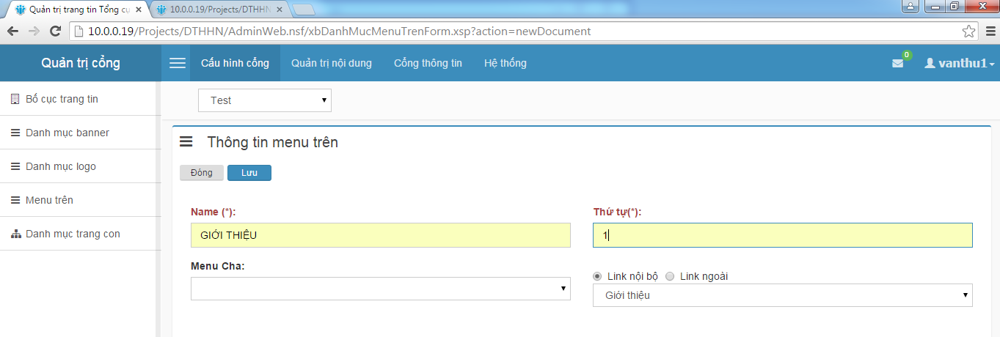 Quản trị trang tin Tổng cụ
10.0.0.19/Projects/DTHHN
10.0.0.19/Projects/DTHHN/AdminWeb.nsf/xbDanhMucMenuTrenForm.xsp?action=newDocument
Quản trị cổng
Cấu hình cổng
Quản trị nội dung
Cổng thông tin
Hệ thống
0
vanthu1
Bố cục trang tin
Danh mục banner
Danh mục logo
Menu trên
Danh mục trang con
Test
Thông tin menu trên
Đóng
Lưu
Name (*):
GIỚI THIỆU
Thứ tự(*):
1
Menu Cha:
Link nội bộ
Link ngoài
Giới thiệu